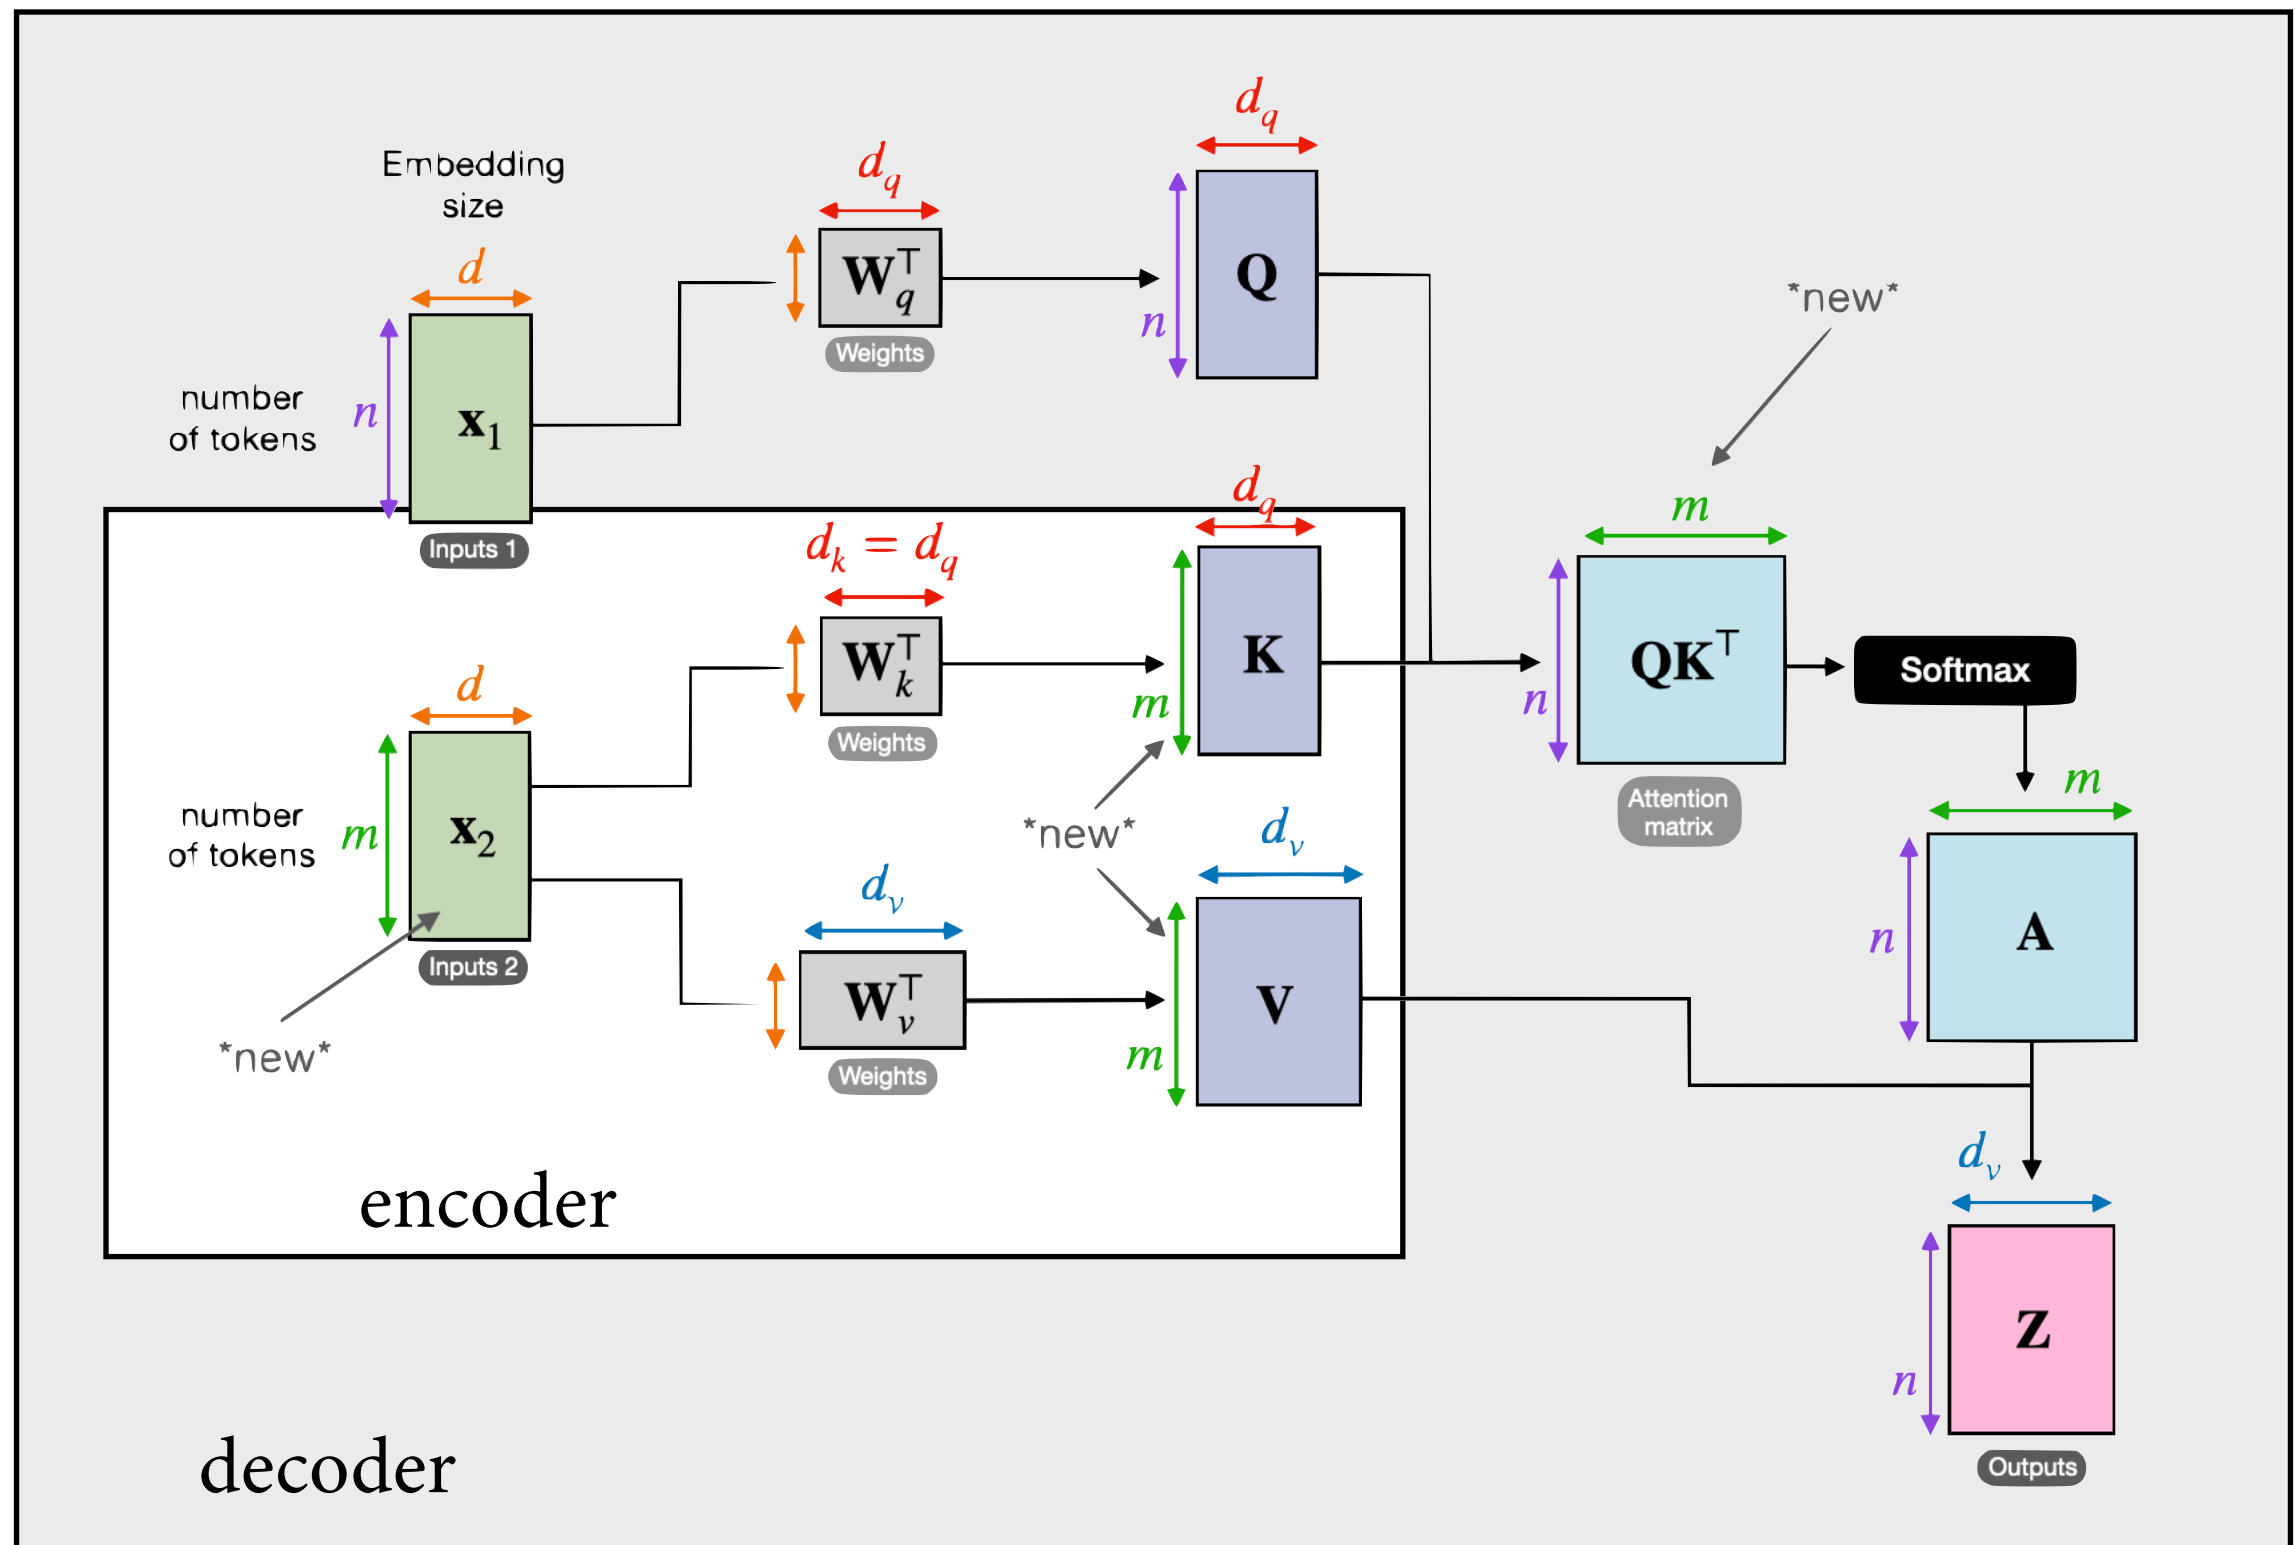 d_q
Embedding
size
d_q
d
W_q^⊤
Q
Weights
n
*new*
number
of tokens
n
x_1
d_q
m
Inputs 1
d_k = d_q
W_k^⊤
K
QK^⊤
Softmax
n
m
d
Weights
Attention
matrix
m
number
of tokens
m
x_2
*new*
d_v
d_v
n
A
Inputs 2
W_v^⊤
V
*new*
m
Weights
d_v
encoder
Z
n
decoder
Outputs